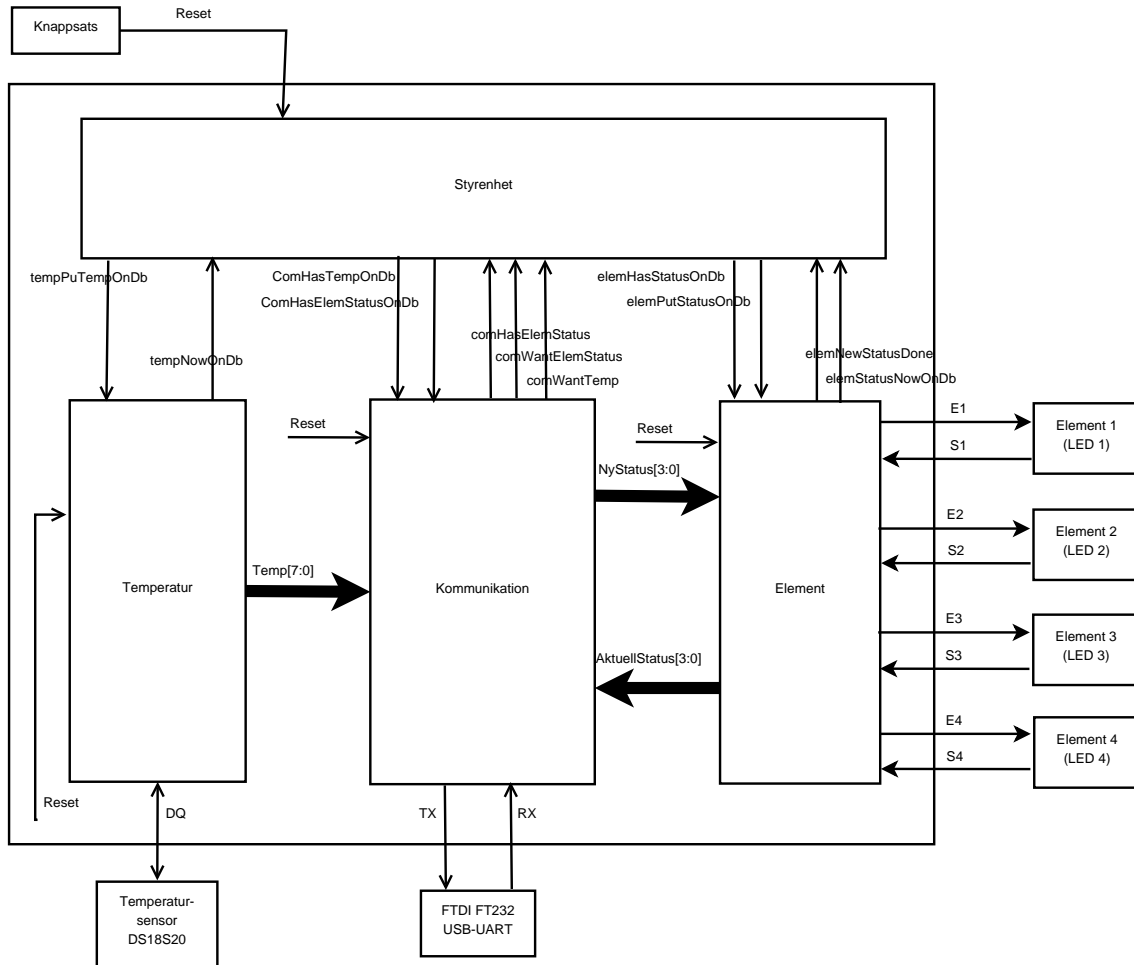 Reset
Knappsats
Styrenhet
tempPuTempOnDb
ComHasTempOnDb
elemHasStatusOnDb
ComHasElemStatusOnDb
elemPutStatusOnDb
comHasElemStatus
elemNewStatusDone
tempNowOnDb
comWantElemStatus
comWantTemp
elemStatusNowOnDb
Reset
Reset
E1
Element 1
(LED 1)
S1
NyStatus[3:0]
E2
Element 2
(LED 2)
S2
Temp[7:0]
Temperatur
Kommunikation
Element
E3
Element 3
(LED 3)
S3
AktuellStatus[3:0]
E4
Element 4
(LED 4)
S4
Reset
DQ
TX
RX
Temperatur-
sensor
DS18S20
FTDI FT232
USB-UART